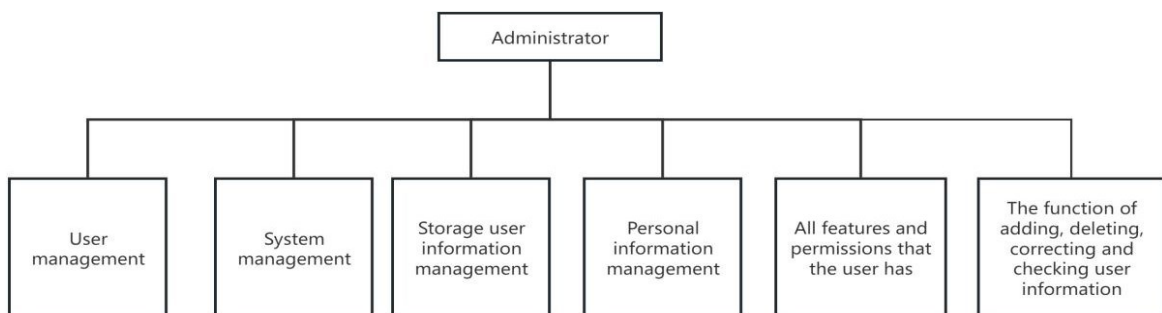 Administrator
User
management
System
management
Storage user
information
management
Personal
information
management
All features and
permissions that
the user has
The function of
adding, deleting,
correcting and
checking user
information